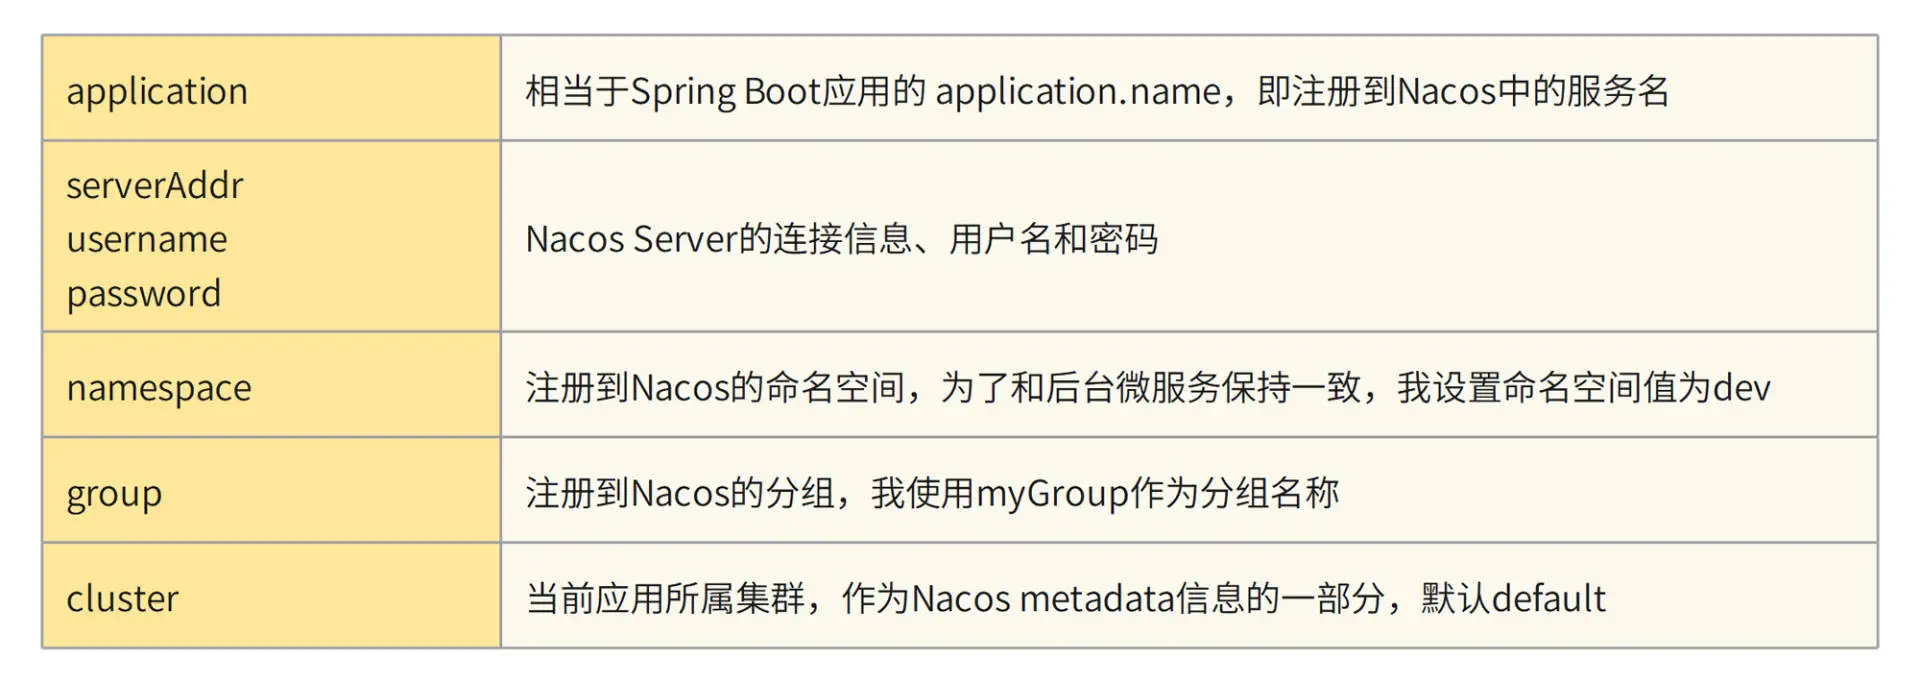 application
相当于Spring Boot应用的 application.name，即注册到Nacos中的服务名
serverAddr
username
password
Nacos Server的连接信息、用户名和密码
namespace
注册到Nacos的命名空间，为了和后台微服务保持一致，我设置命名空间值为dev
group
注册到Nacos的分组，我使用myGroup作为分组名称
cluster
当前应用所属集群，作为Nacos metadata信息的一部分，默认default